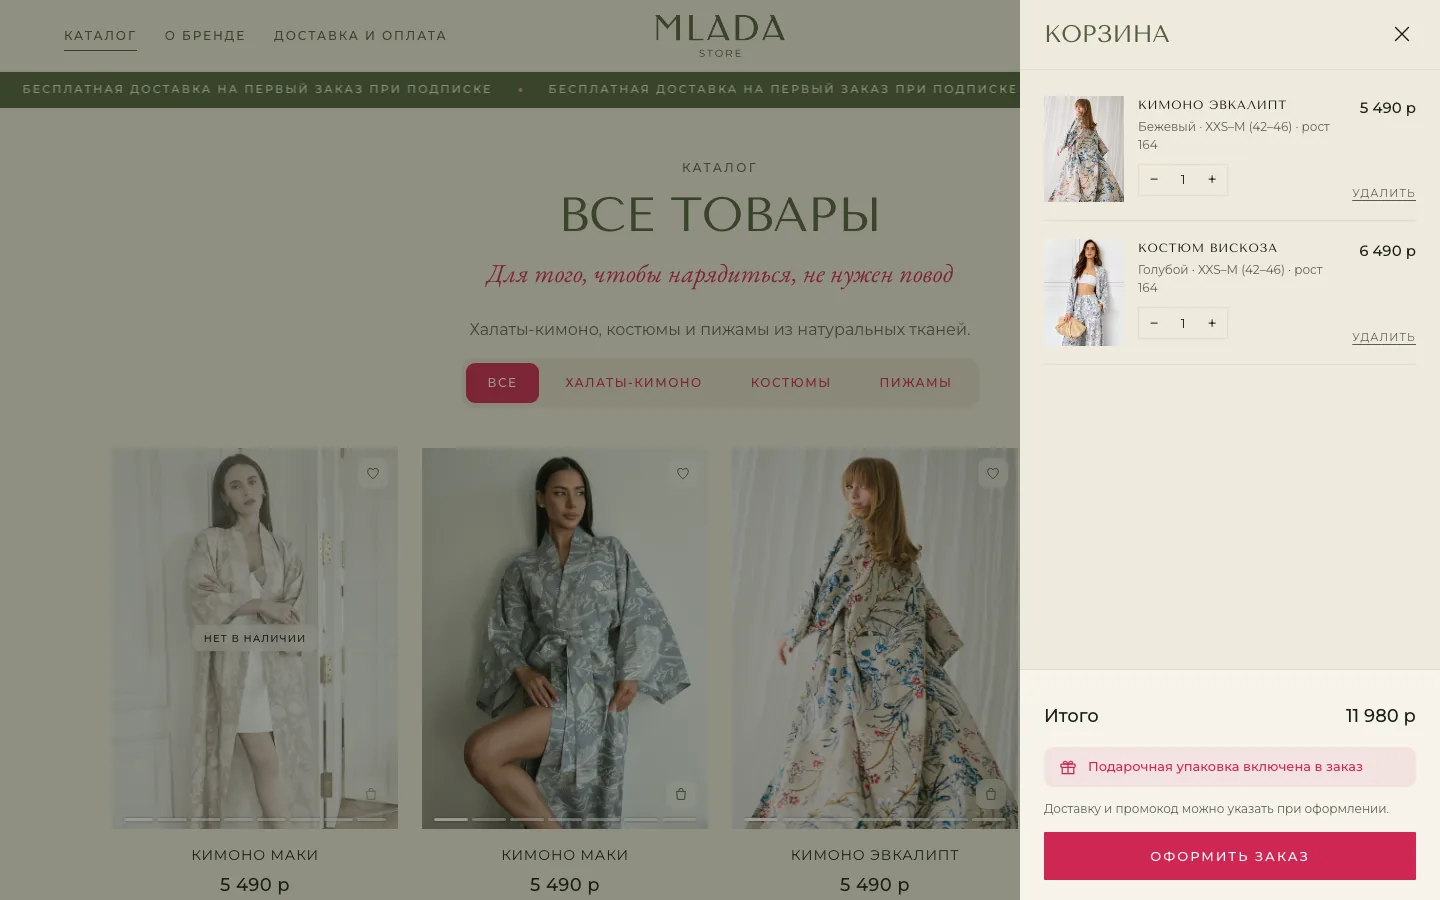 КАТАЛОГ О БРЕНДЕ ДОСТАВКА И ОПЛАТА
MLADA
STORE
БЕСПЛАТНАЯ ДОСТАВКА НА ПЕРВЫЙ ЗАКАЗ ПРИ ПОДПИСКЕ • БЕСПЛАТНАЯ ДОСТАВКА НА ПЕРВЫЙ ЗАКАЗ ПРИ ПОДПИСКЕ
КАТАЛОГ
ВСЕ ТОВАРЫ
Для того, чтобы нарядиться, не нужен повод
Халаты-кимоно, костюмы и пижамы из натуральных тканей.
ВСЕ ХАЛАТЫ-КИМОНО КОСТЮМЫ ПИЖАМЫ
НЕТ В НАЛИЧИИ
КИМОНО МАКИ
5 490 р
КИМОНО МАКИ
5 490 р
КИМОНО ЭВКАЛИПТ
5 490 р
КОРЗИНА
КИМОНО ЭВКАЛИПТ
5 490 р
Бежевый · XXS–M (42–46) · рост
164
− 1 +
УДАЛИТЬ
КОСТЮМ ВИСКОЗА
6 490 р
Голубой · XXS–M (42–46) · рост
164
− 1 +
УДАЛИТЬ
Итого 11 980 р
Подарочная упаковка включена в заказ
Доставку и промокод можно указать при оформлении.
ОФОРМИТЬ ЗАКАЗ